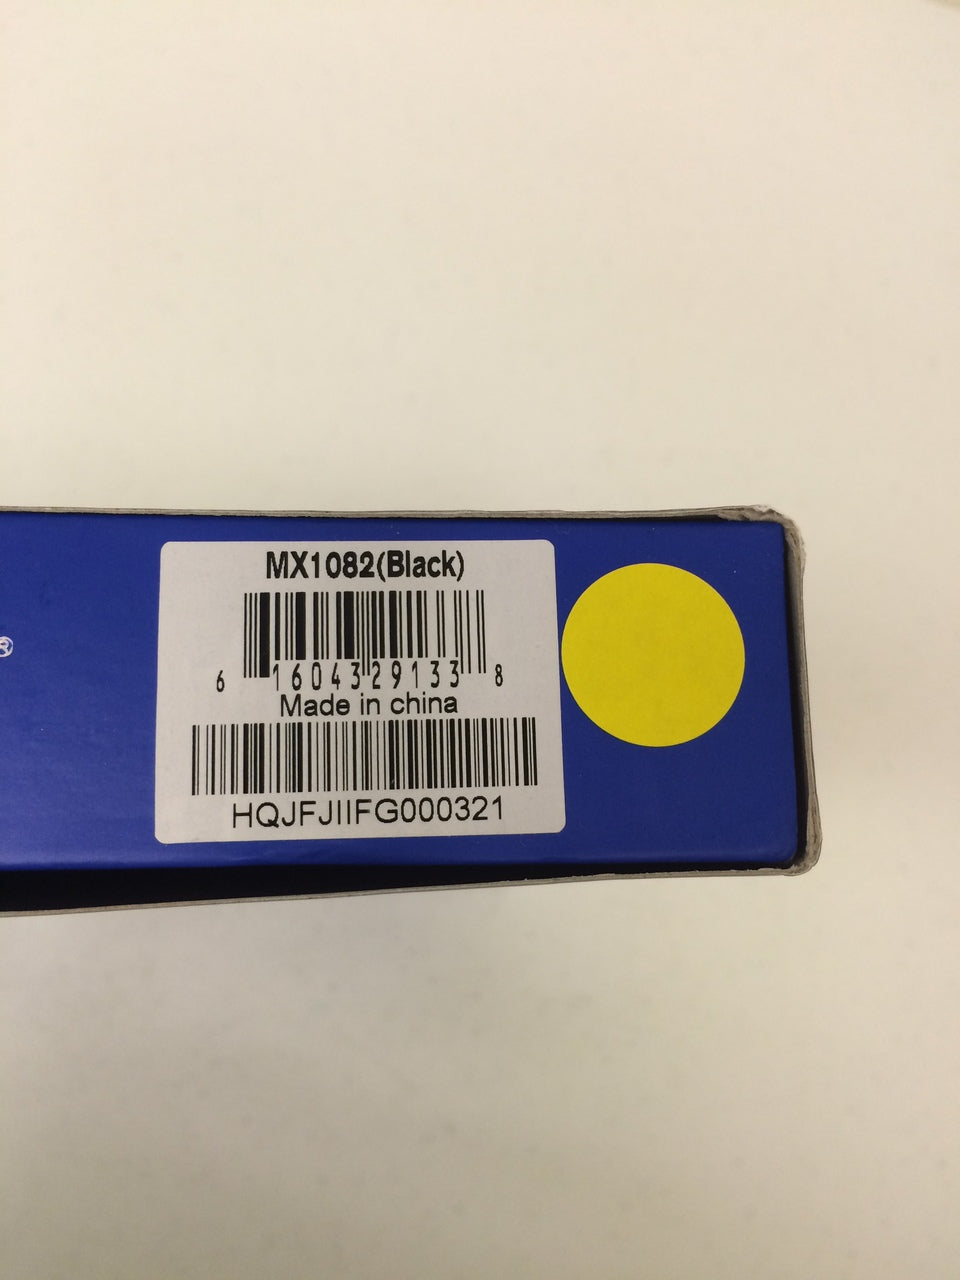 ®
MX1082(Black)
6 16043 29133 8
Made in china
HQJFJIIFG000321